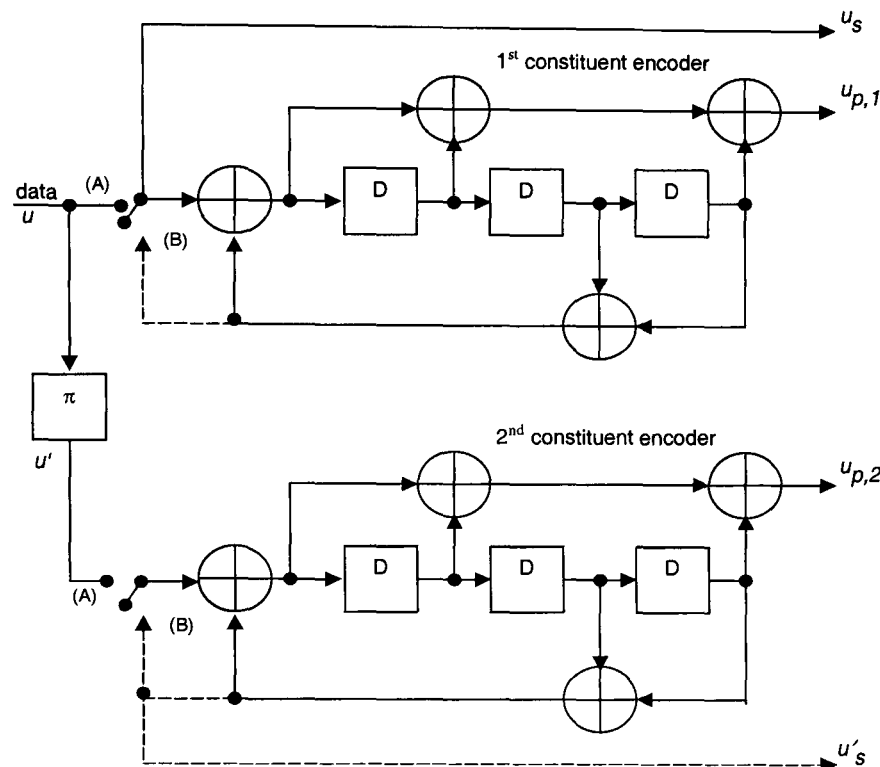 u_s
1st constituent encoder
u_p,1
data
u
(A)
D
D
D
(B)
π
u'
2nd constituent encoder
u_p,2
(A)
D
D
D
(B)
u'_s